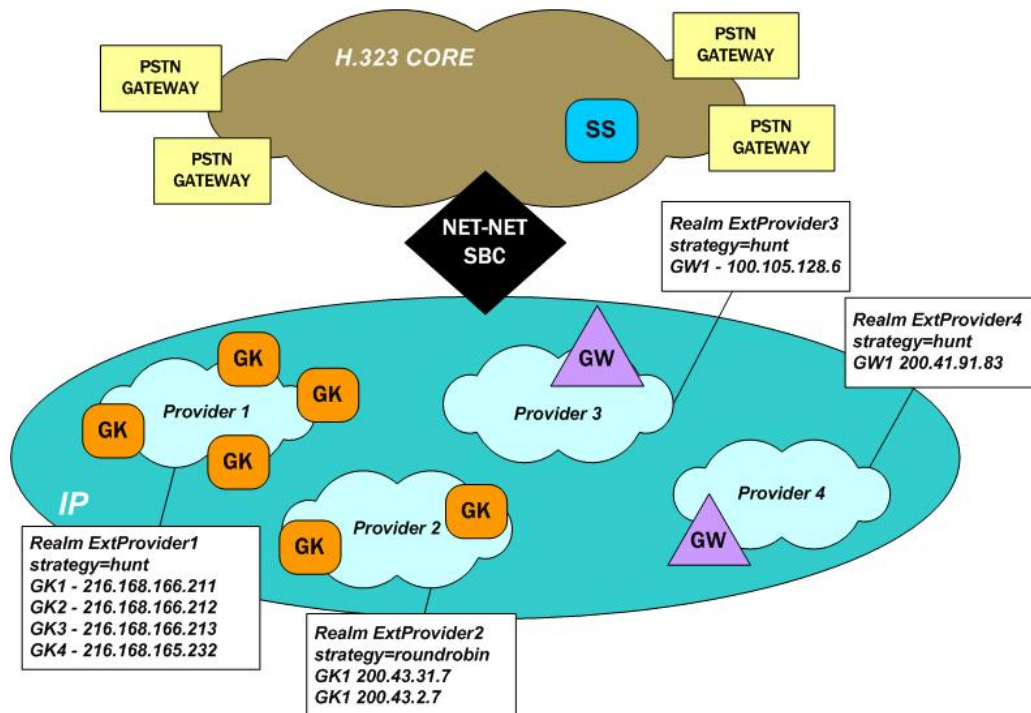 H.323 CORE
PSTN
GATEWAY
PSTN
GATEWAY
PSTN
GATEWAY
PSTN
GATEWAY
SS
NET-NET
SBC
Realm ExtProvider3
strategy=hunt
GW1 - 100.105.128.6
Realm ExtProvider4
strategy=hunt
GW1 200.41.91.83
GK
GK
GK
GK
Provider 1
GW
Provider 3
GK
GK
Provider 2
Provider 4
GW
IP
Realm ExtProvider1
strategy=hunt
GK1 - 216.168.166.211
GK2 - 216.168.166.212
GK3 - 216.168.166.213
GK4 - 216.168.165.232
Realm ExtProvider2
strategy=roundrobin
GK1 200.43.31.7
GK1 200.43.2.7